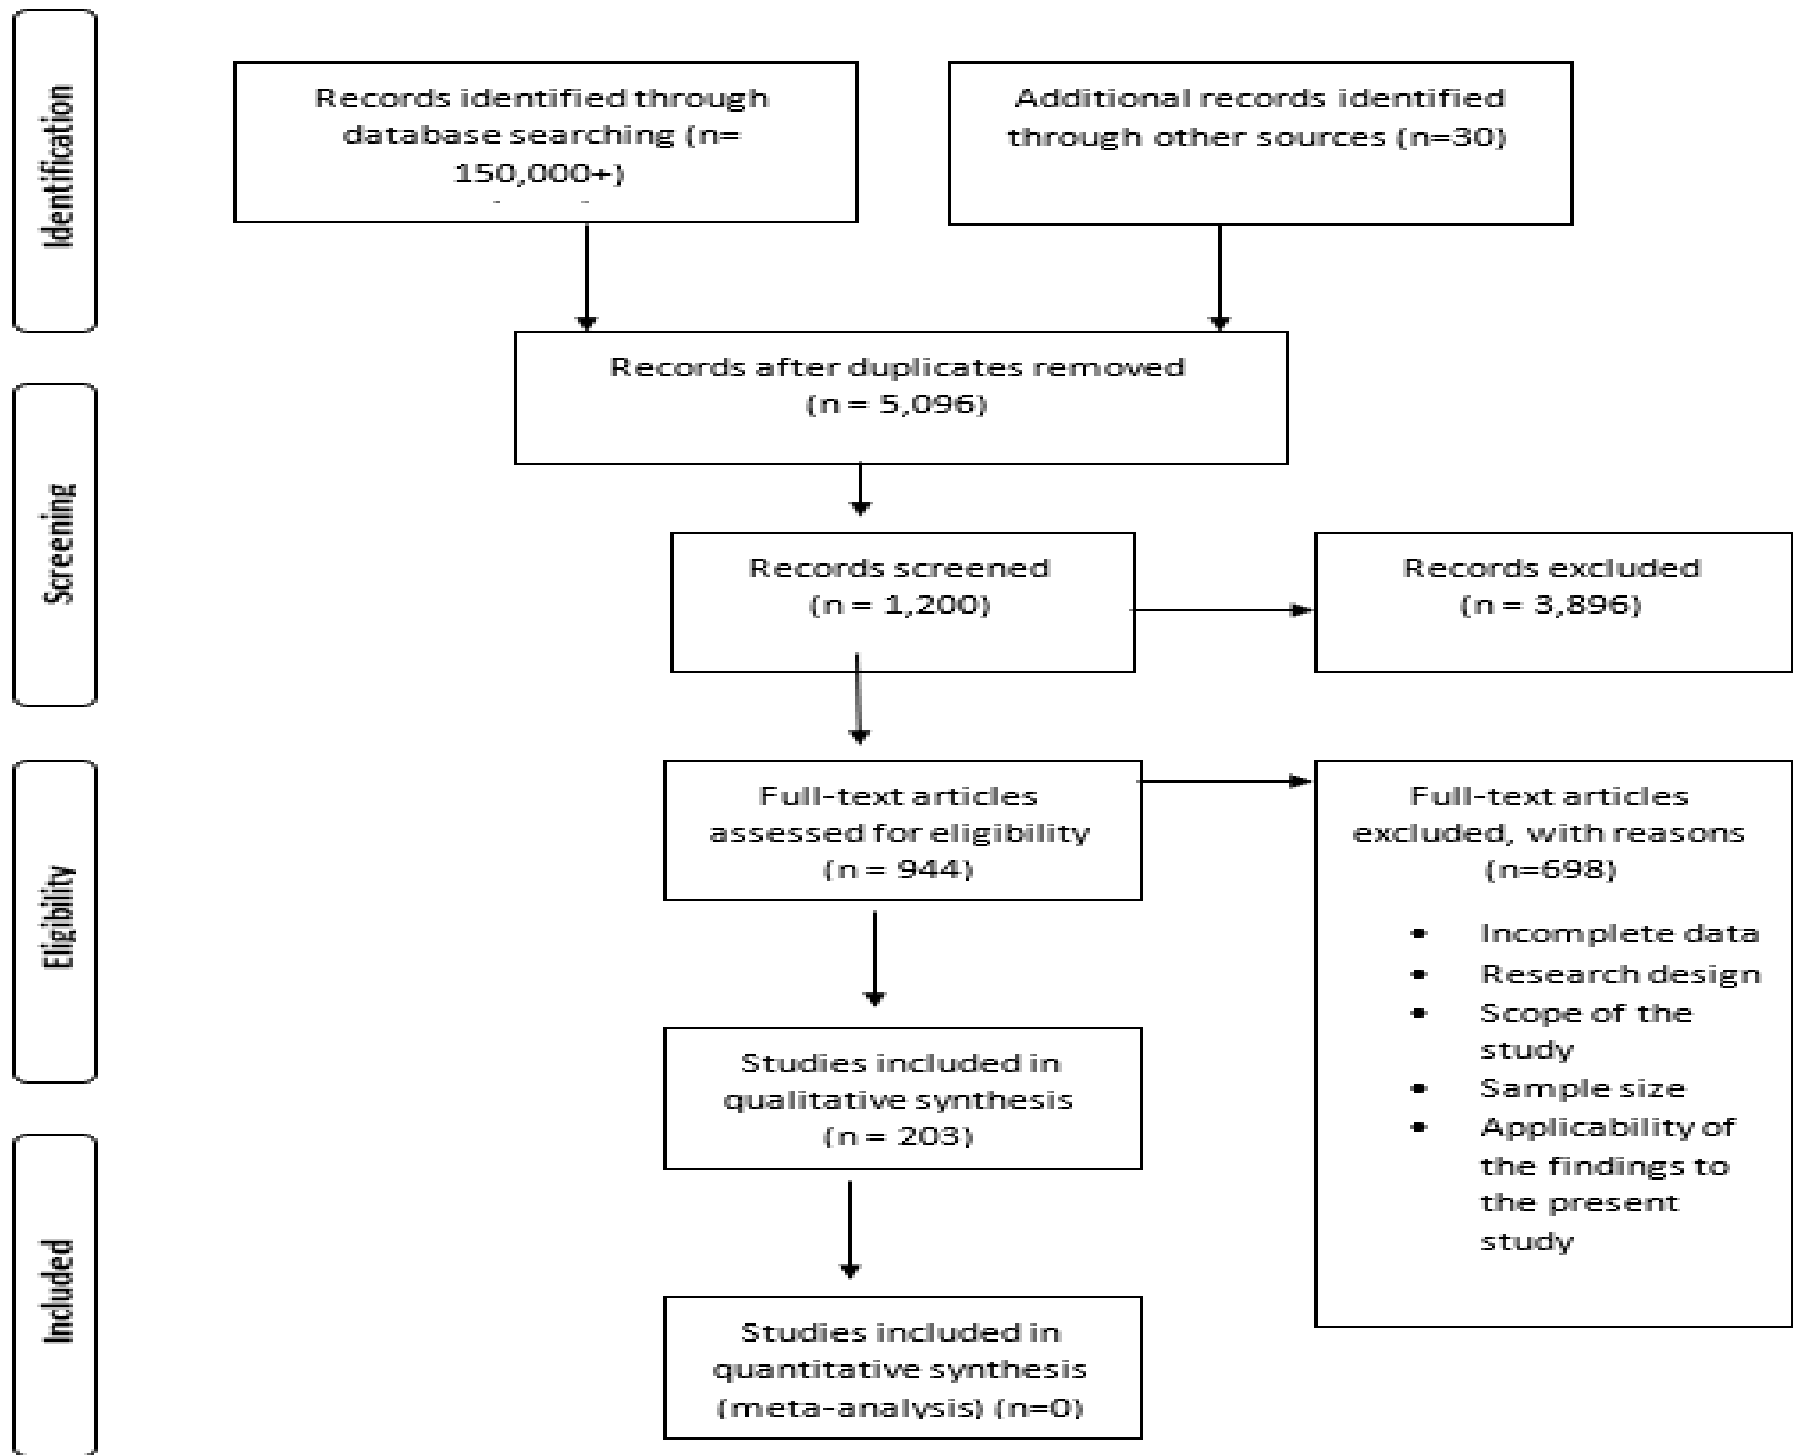 Identification
Records identified through
database searching (n=
150,000+)
Additional records identified
through other sources (n=30)
Records after duplicates removed
(n = 5,096)
Screening
Records screened
(n = 1,200)
Records excluded
(n = 3,896)
Eligibility
Full-text articles
assessed for eligibility
(n = 944)
Full-text articles
excluded, with reasons
(n=698)
• Incomplete data
• Research design
• Scope of the
study
• Sample size
• Applicability of
the findings to
the present
study
Studies included in
qualitative synthesis
(n = 203)
Included
Studies included in
quantitative synthesis
(meta-analysis) (n=0)